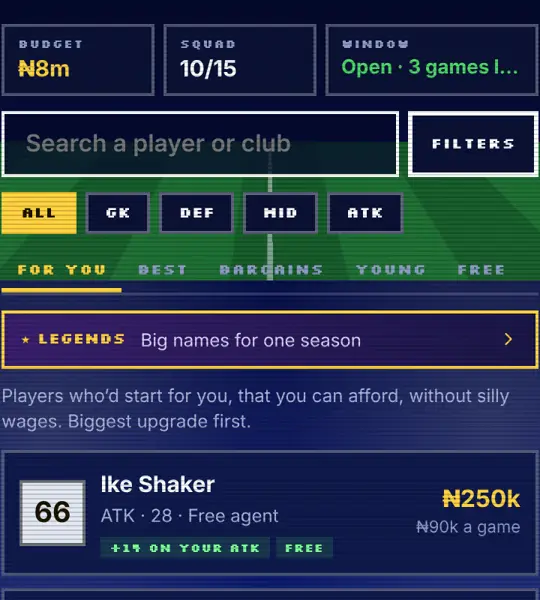 BUDGET
₦8m
SQUAD
10/15
WINDOW
Open · 3 games l…
Search a player or club
FILTERS
ALL
GK
DEF
MID
ATK
FOR YOU
BEST
BARGAINS
YOUNG
FREE
★ LEGENDS Big names for one season
Players who’d start for you, that you can afford, without silly
wages. Biggest upgrade first.
66
Ike Shaker
ATK · 28 · Free agent
+19 ON YOUR ATK
FREE
₦250k
₦90k a game